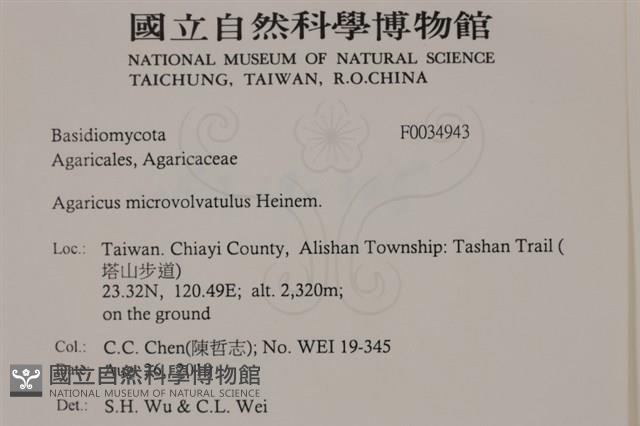 國立自然科學博物館
NATIONAL MUSEUM OF NATURAL SCIENCE
TAICHUNG, TAIWAN, R.O.CHINA
Basidiomycota F0034943
Agaricales, Agaricaceae
Agaricus microvolvatulus Heinem.
Loc.: Taiwan. Chiayi County, Alishan Township: Tashan Trail (
塔山步道)
23.32N, 120.49E; alt. 2,320m;
on the ground
Col.: C.C. Chen(陳哲志); No. WEI 19-345
國立自然科學博物館
NATIONAL MUSEUM OF NATURAL SCIENCE
Det.: S.H. Wu & C.L. Wei